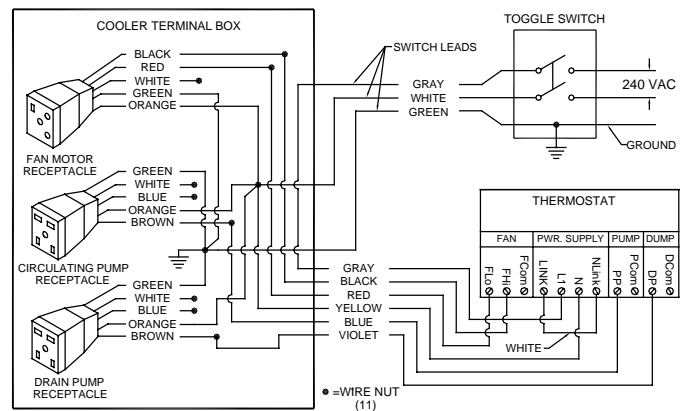 COOLER TERMINAL BOX
TOGGLE SWITCH
BLACK
RED
WHITE
GREEN
ORANGE
FAN MOTOR
RECEPTACLE
SWITCH LEADS
GRAY
WHITE
GREEN
240 VAC
GROUND
GREEN
WHITE
BLUE
ORANGE
BROWN
CIRCULATING PUMP
RECEPTACLE
THERMOSTAT
FAN PWR. SUPPLY PUMP DUMP
FLo FHi FCom LINK L1 N NLink PP PCom DP DCom
GREEN
WHITE
BLUE
ORANGE
BROWN
DRAIN PUMP
RECEPTACLE
GRAY
BLACK
RED
YELLOW
BLUE
VIOLET
WHITE
=WIRE NUT
(11)